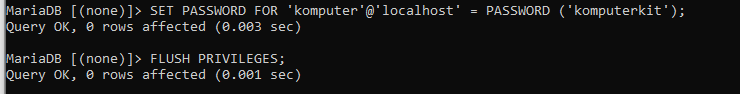 MariaDB [(none)]> SET PASSWORD FOR 'komputer'@'localhost' = PASSWORD ('komputerkit');
Query OK, 0 rows affected (0.003 sec)
MariaDB [(none)]> FLUSH PRIVILEGES;
Query OK, 0 rows affected (0.001 sec)